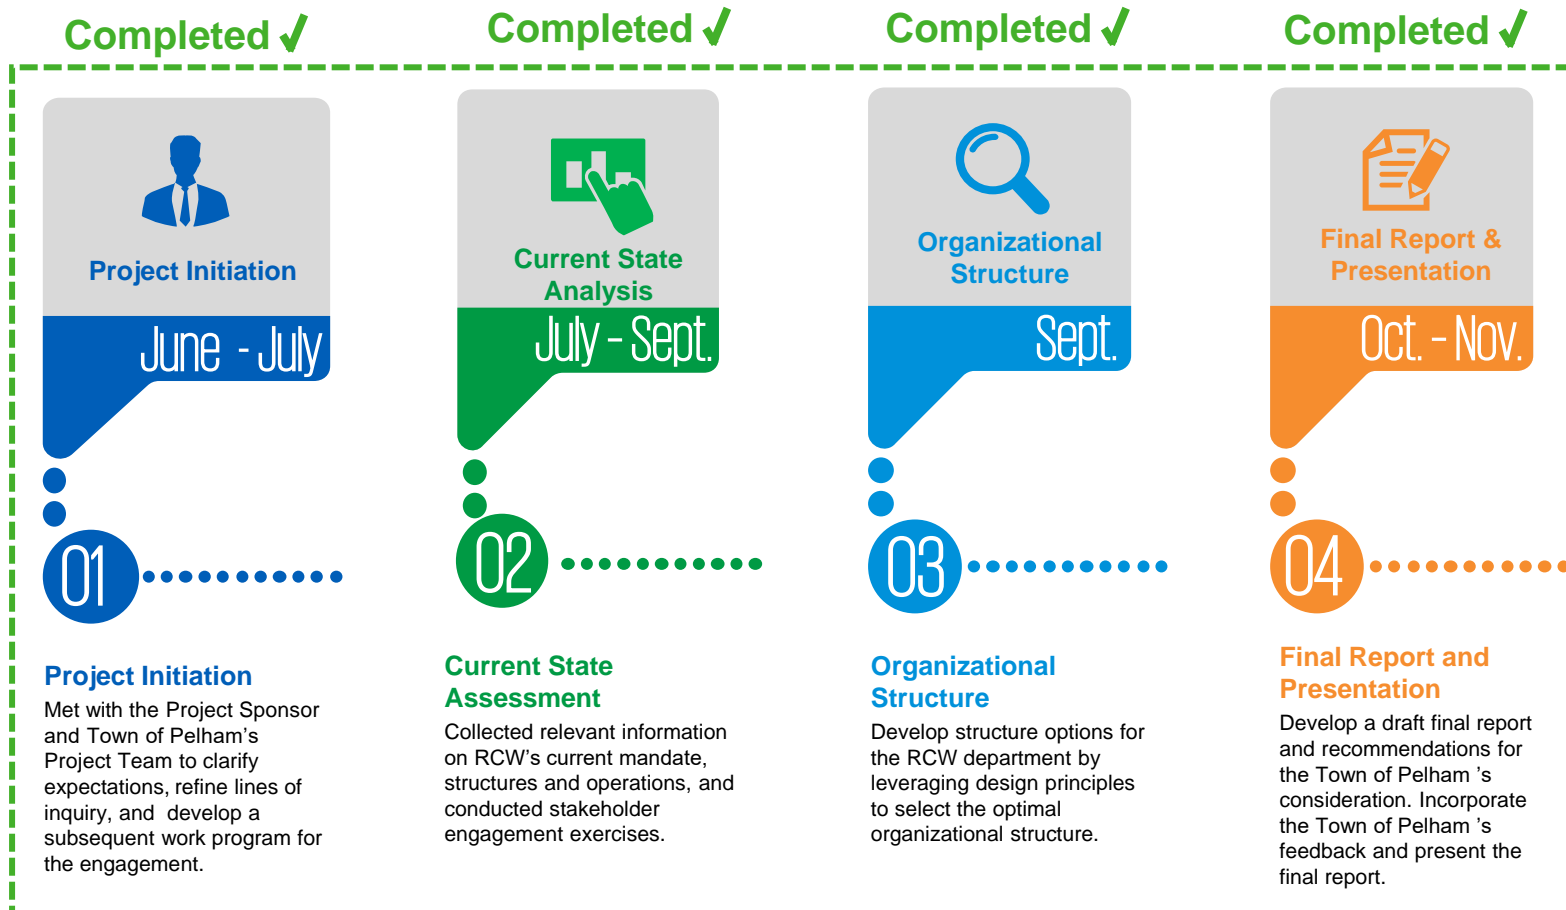 Completed ✓
Completed ✓
Completed ✓
Completed ✓
Project Initiation
June - July
01
Project Initiation
Met with the Project Sponsor
and Town of Pelham's
Project Team to clarify
expectations, refine lines of
inquiry, and  develop a
subsequent work program for
the engagement.
Current State
Analysis
July - Sept.
02
Current State
Assessment
Collected relevant information
on RCW's current mandate,
structures and operations, and
conducted stakeholder
engagement exercises.
Organizational
Structure
Sept.
03
Organizational
Structure
Develop structure options for
the RCW department by
leveraging design principles
to select the optimal
organizational structure.
Final Report &
Presentation
Oct. - Nov.
04
Final Report and
Presentation
Develop a draft final report
and recommendations for
the Town of Pelham 's
consideration. Incorporate
the Town of Pelham 's
feedback and present the
final report.